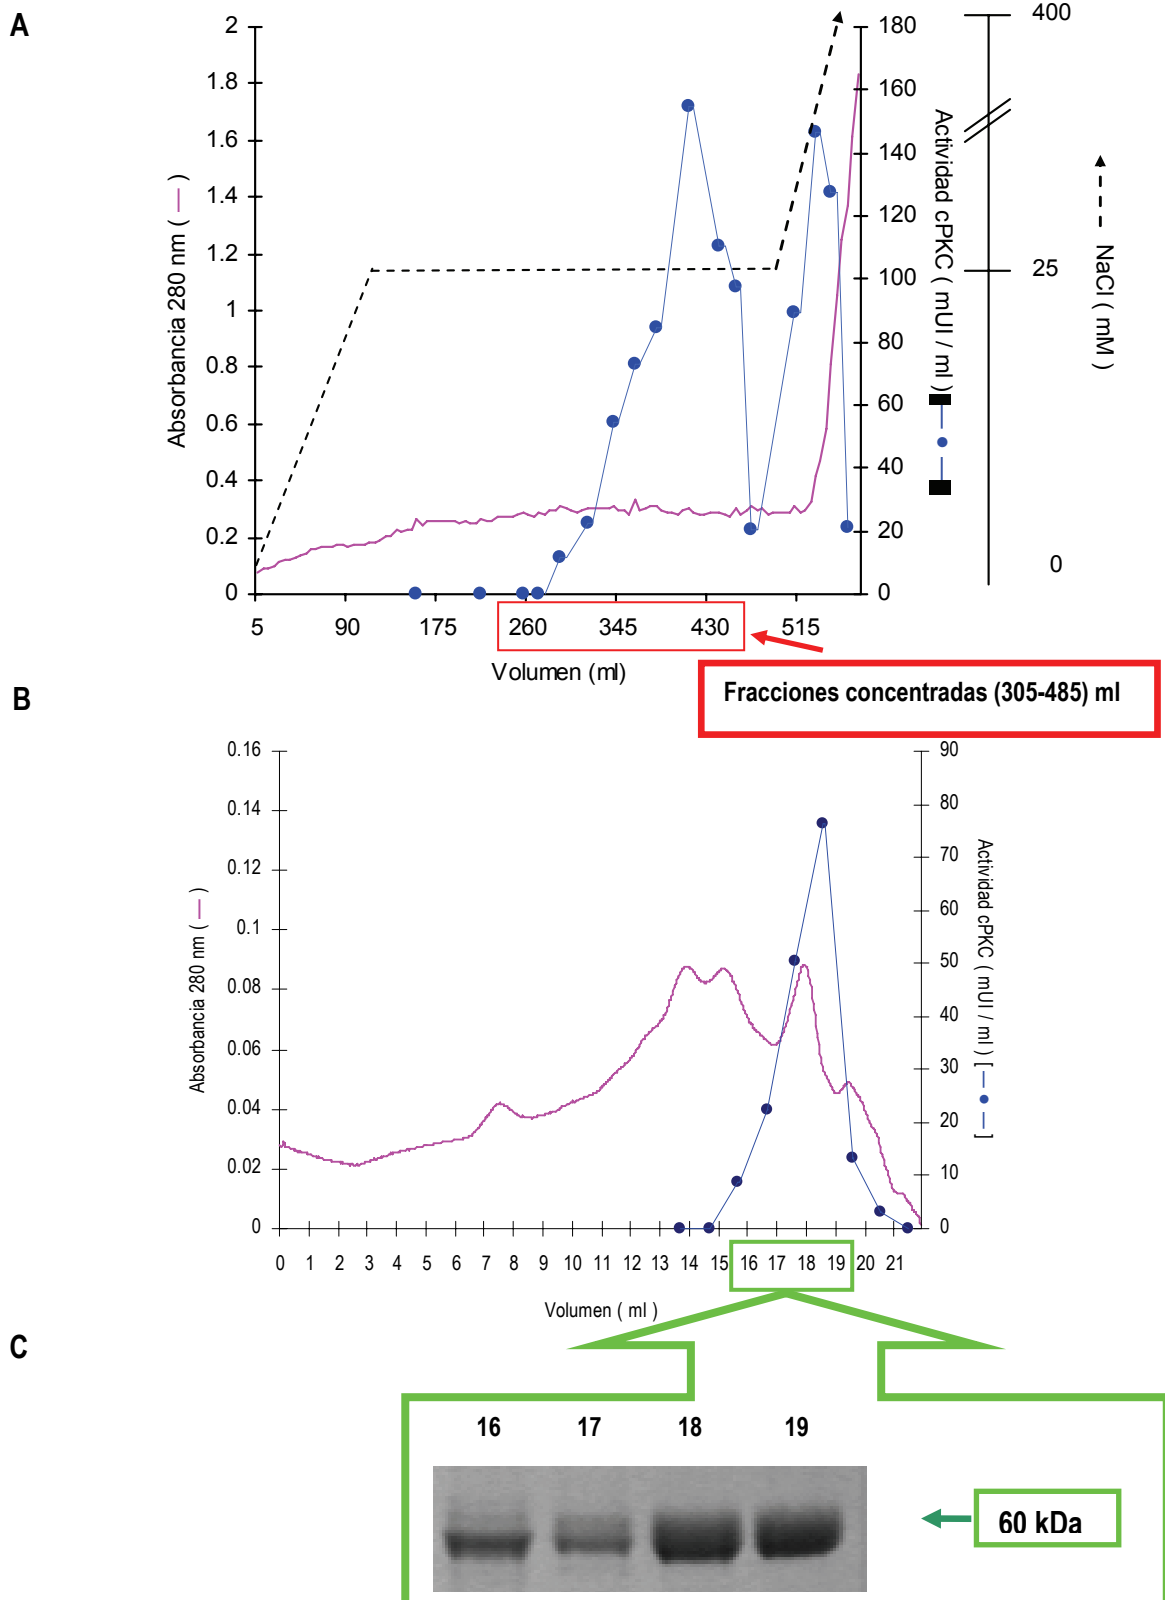 A
2
1.8
1.6
1.4
1.2
1
0.8
0.6
0.4
0.2
0
Absorbancia 280 nm ( — )
5 90 175 260 345 430 515
Volumen (ml)
180
160
140
120
100
80
60
40
20
0
Actividad cPKC ( mUI / ml )
400
25
0
NaCl ( mM )
Fracciones concentradas (305-485) ml
B
0.16
0.14
0.12
0.1
0.08
0.06
0.04
0.02
0
Absorbancia 280 nm ( — )
0 1 2 3 4 5 6 7 8 9 10 11 12 13 14 15 16 17 18 19 20 21
Volumen ( ml )
90
80
70
60
50
40
30
20
10
0
Actividad cPKC ( mUI / ml ) [ — • — ]
C
16 17 18 19
60 kDa